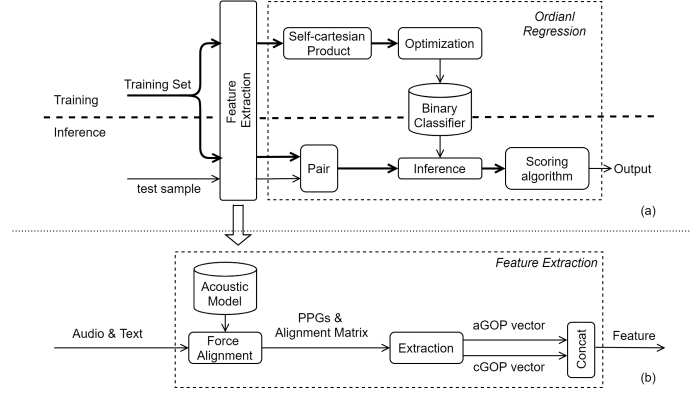 Ordianl
Regression
Self-cartesian
Product
Optimization
Training Set
Feature
Extraction
Training
Binary
Classifier
Inference
Pair
Inference
Scoring
algorithm
Output
test sample
(a)
Feature Extraction
Acoustic
Model
Audio & Text
Force
Alignment
PPGs &
Alignment Matrix
Extraction
aGOP vector
cGOP vector
Concat
Feature
(b)